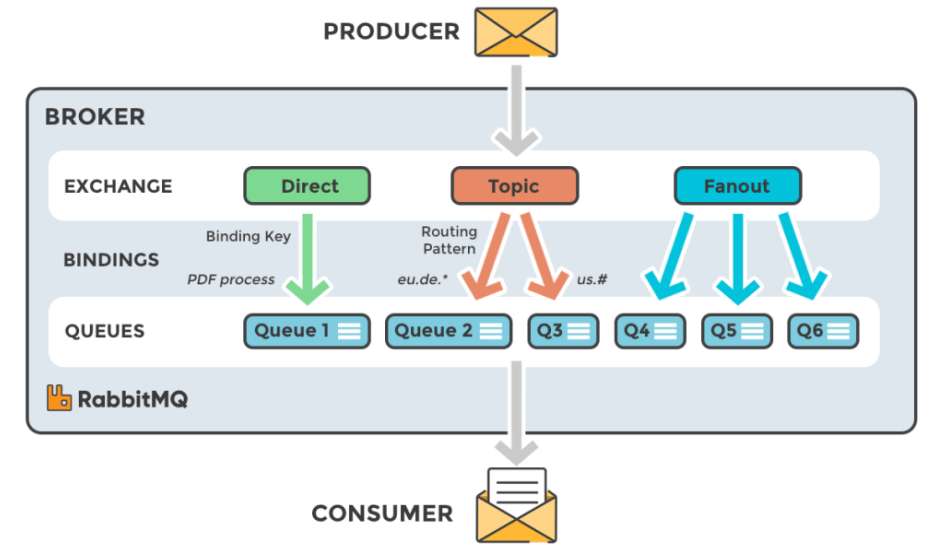 PRODUCER
BROKER
EXCHANGE
Direct
Topic
Fanout
BINDINGS
Binding Key
PDF process
Routing
Pattern
eu.de.*
us.#
QUEUES
Queue 1
Queue 2
Q3
Q4
Q5
Q6
RabbitMQ
CONSUMER